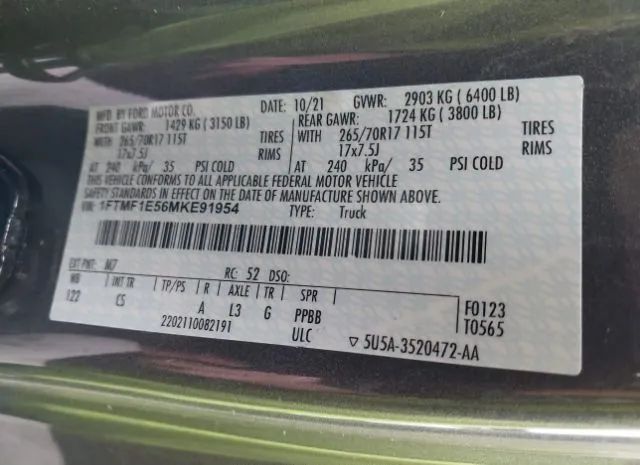 MFD. BY FORD MOTOR CO. DATE: 10/21 GVWR: 2903 KG ( 6400 LB)
FRONT GAWR: 1429 KG ( 3150 LB) REAR GAWR: 1724 KG ( 3800 LB)
WITH 265/70R17 115T TIRES WITH 265/70R17 115T TIRES
17x7.5J RIMS 17x7.5J RIMS
AT 240 kPa/ 35 PSI COLD AT 240 kPa/ 35 PSI COLD
THIS VEHICLE CONFORMS TO ALL APPLICABLE FEDERAL MOTOR VEHICLE
SAFETY STANDARDS IN EFFECT ON THE DATE OF MANUFACTURE SHOWN ABOVE.
VIN: 1FTMF1E56MKE91954 TYPE: Truck
EXT PNT: M7 RC: 52 DSO:
WB INT TR TP/PS R AXLE TR SPR
122 CS A L3 G PPBB F0123
2202110082191 ULC T0565
▽ 5U5A-3520472-AA